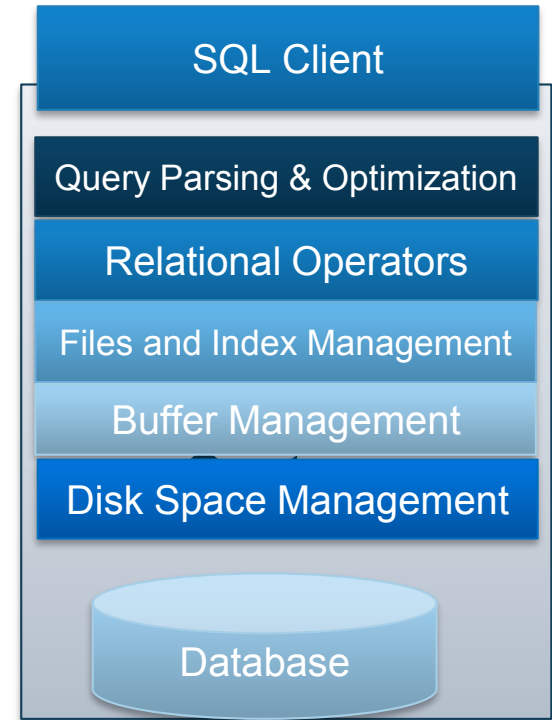 SQL Client
Query Parsing & Optimization
Relational Operators
Files and Index Management
Buffer Management
Disk Space Management
Database